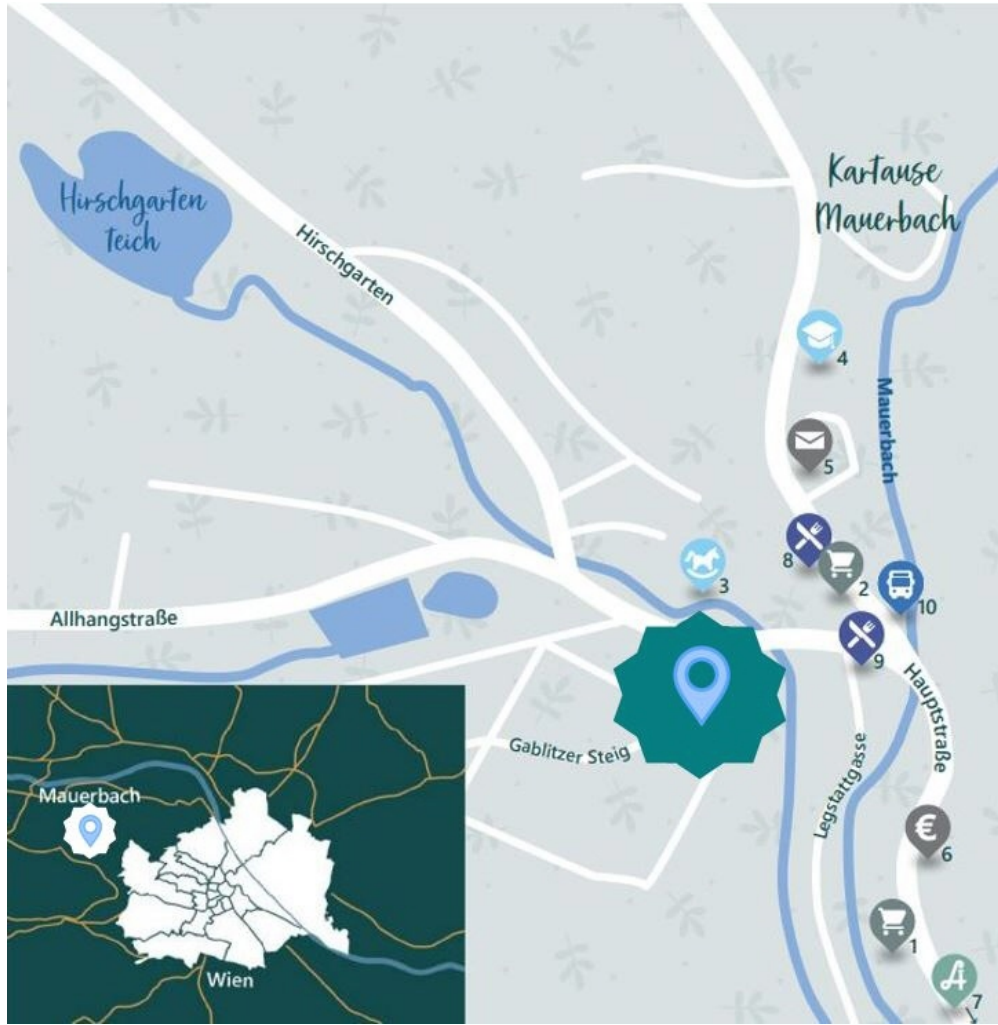 Hirschgarten
teich
Hirschgarten
Kartause
Mauerbach
4
Mauerbach
5
8
2
3
10
Allhangstraße
9
Hauptstraße
Gablitzer Steig
Legstattgasse
€
6
1
7
Mauerbach
Wien